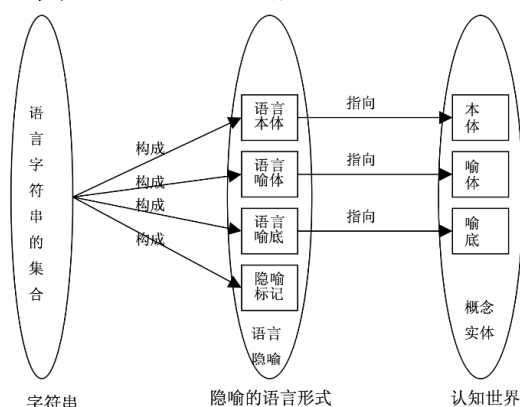 语
言
字
符
串
的
集
合
构成
构成
构成
构成
语言
本体
语言
喻体
语言
喻底
隐喻
标记
语言
隐喻
指向
指向
指向
本
体
喻
体
喻
底
概念
实体
字符串
隐喻的语言形式
认知世界